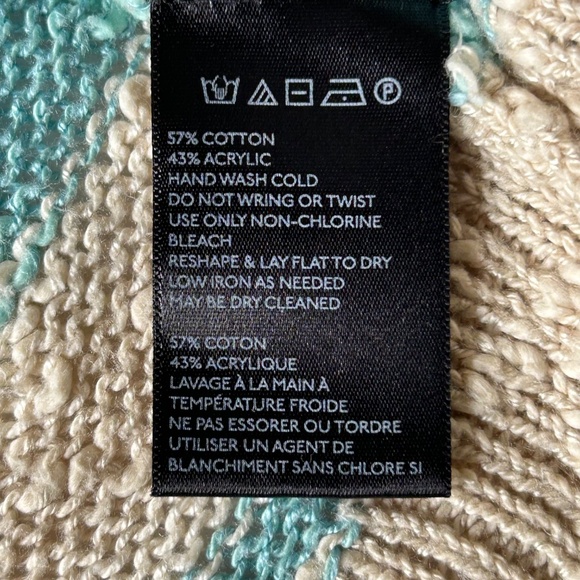 P
57% COTTON
43% ACRYLIC
HAND WASH COLD
DO NOT WRING OR TWIST
USE ONLY NON-CHLORINE
BLEACH
RESHAPE & LAY FLAT TO DRY
LOW IRON AS NEEDED
MAY BE DRY CLEANED
57% COTON
43% ACRYLIQUE
LAVAGE À LA MAIN À
TEMPÉRATURE FROIDE
NE PAS ESSORER OU TORDRE
UTILISER UN AGENT DE
BLANCHIMENT SANS CHLORE SI